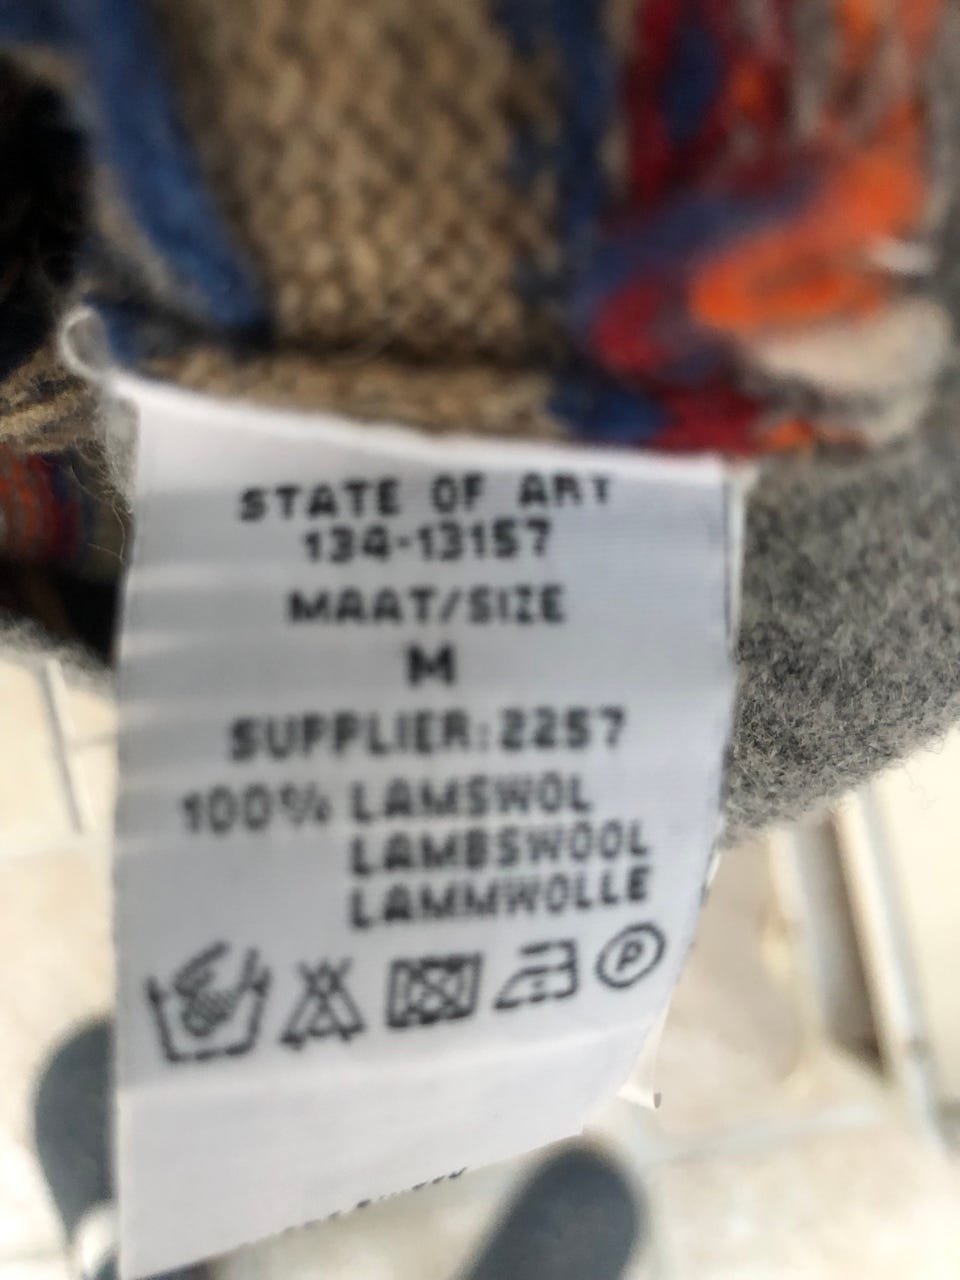 STATE OF ART
134-13157
MAAT/SIZE
M
SUPPLIER:2257
100% LAMSWOL
LAMBSWOOL
LAMMWOLLE
P